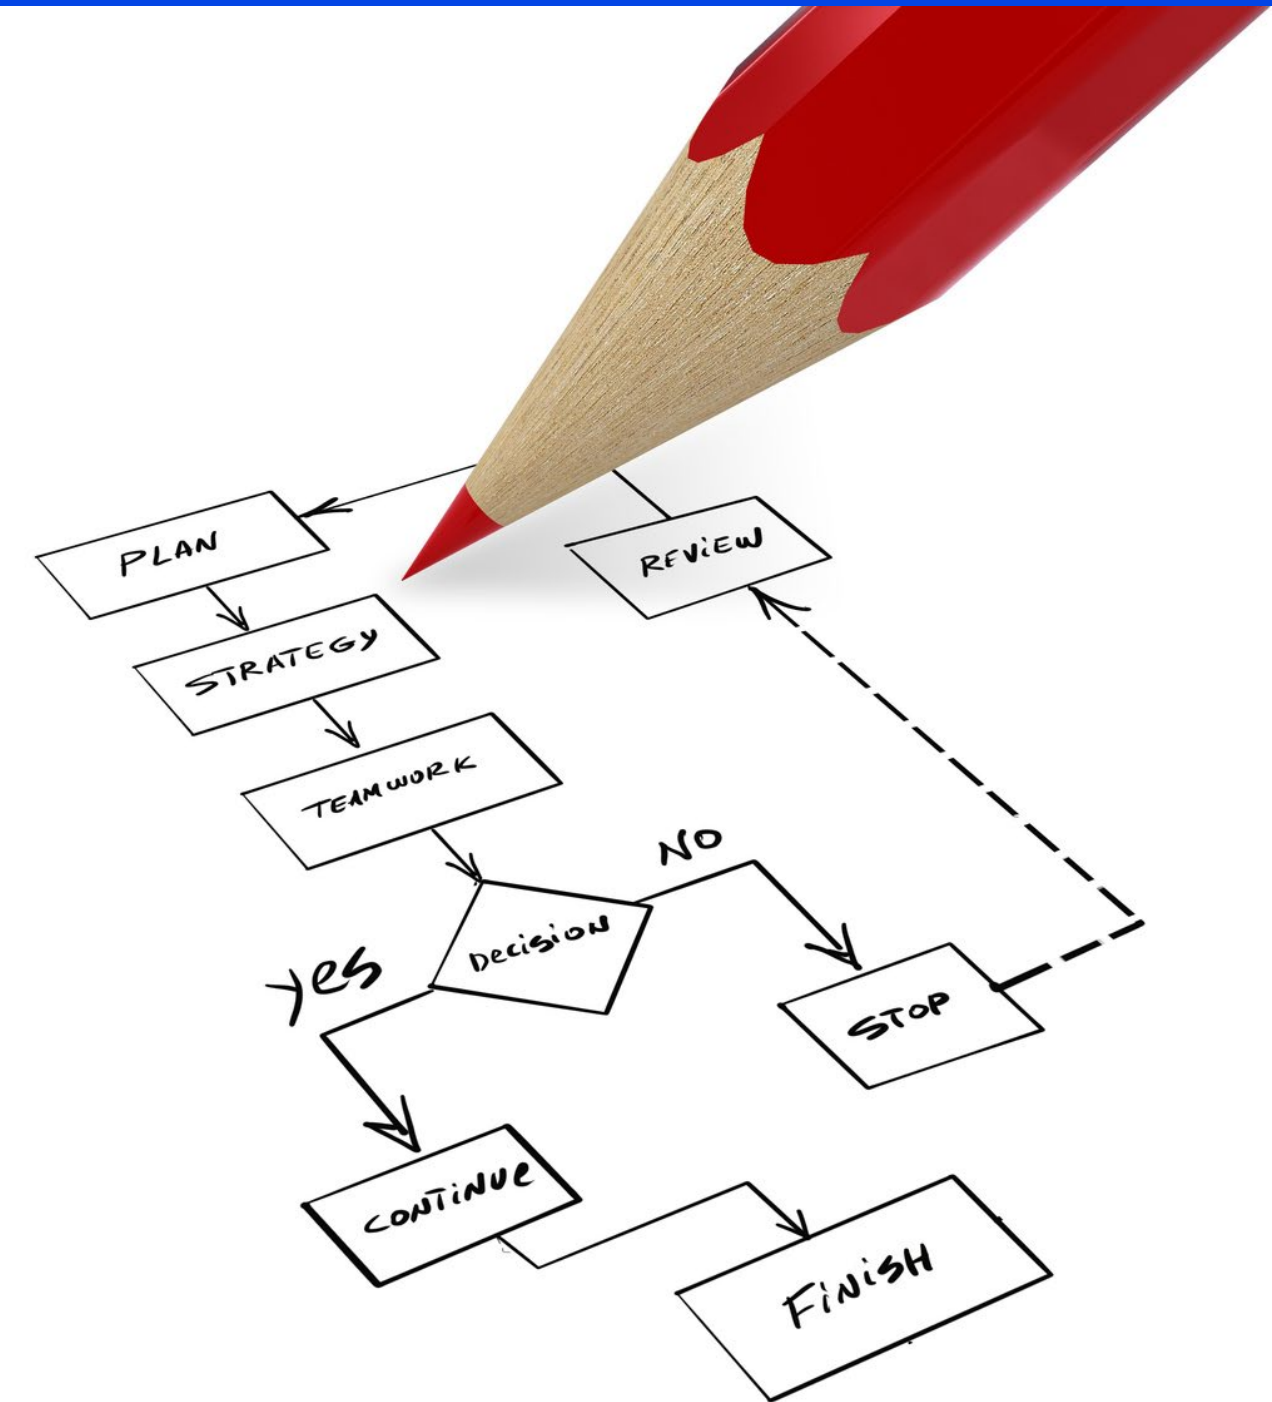 PLAN
REViEW
STRATEGY
TEAMWORK
NO
DeciSiON
yes
STOP
CONTiNUe
FiNiSH